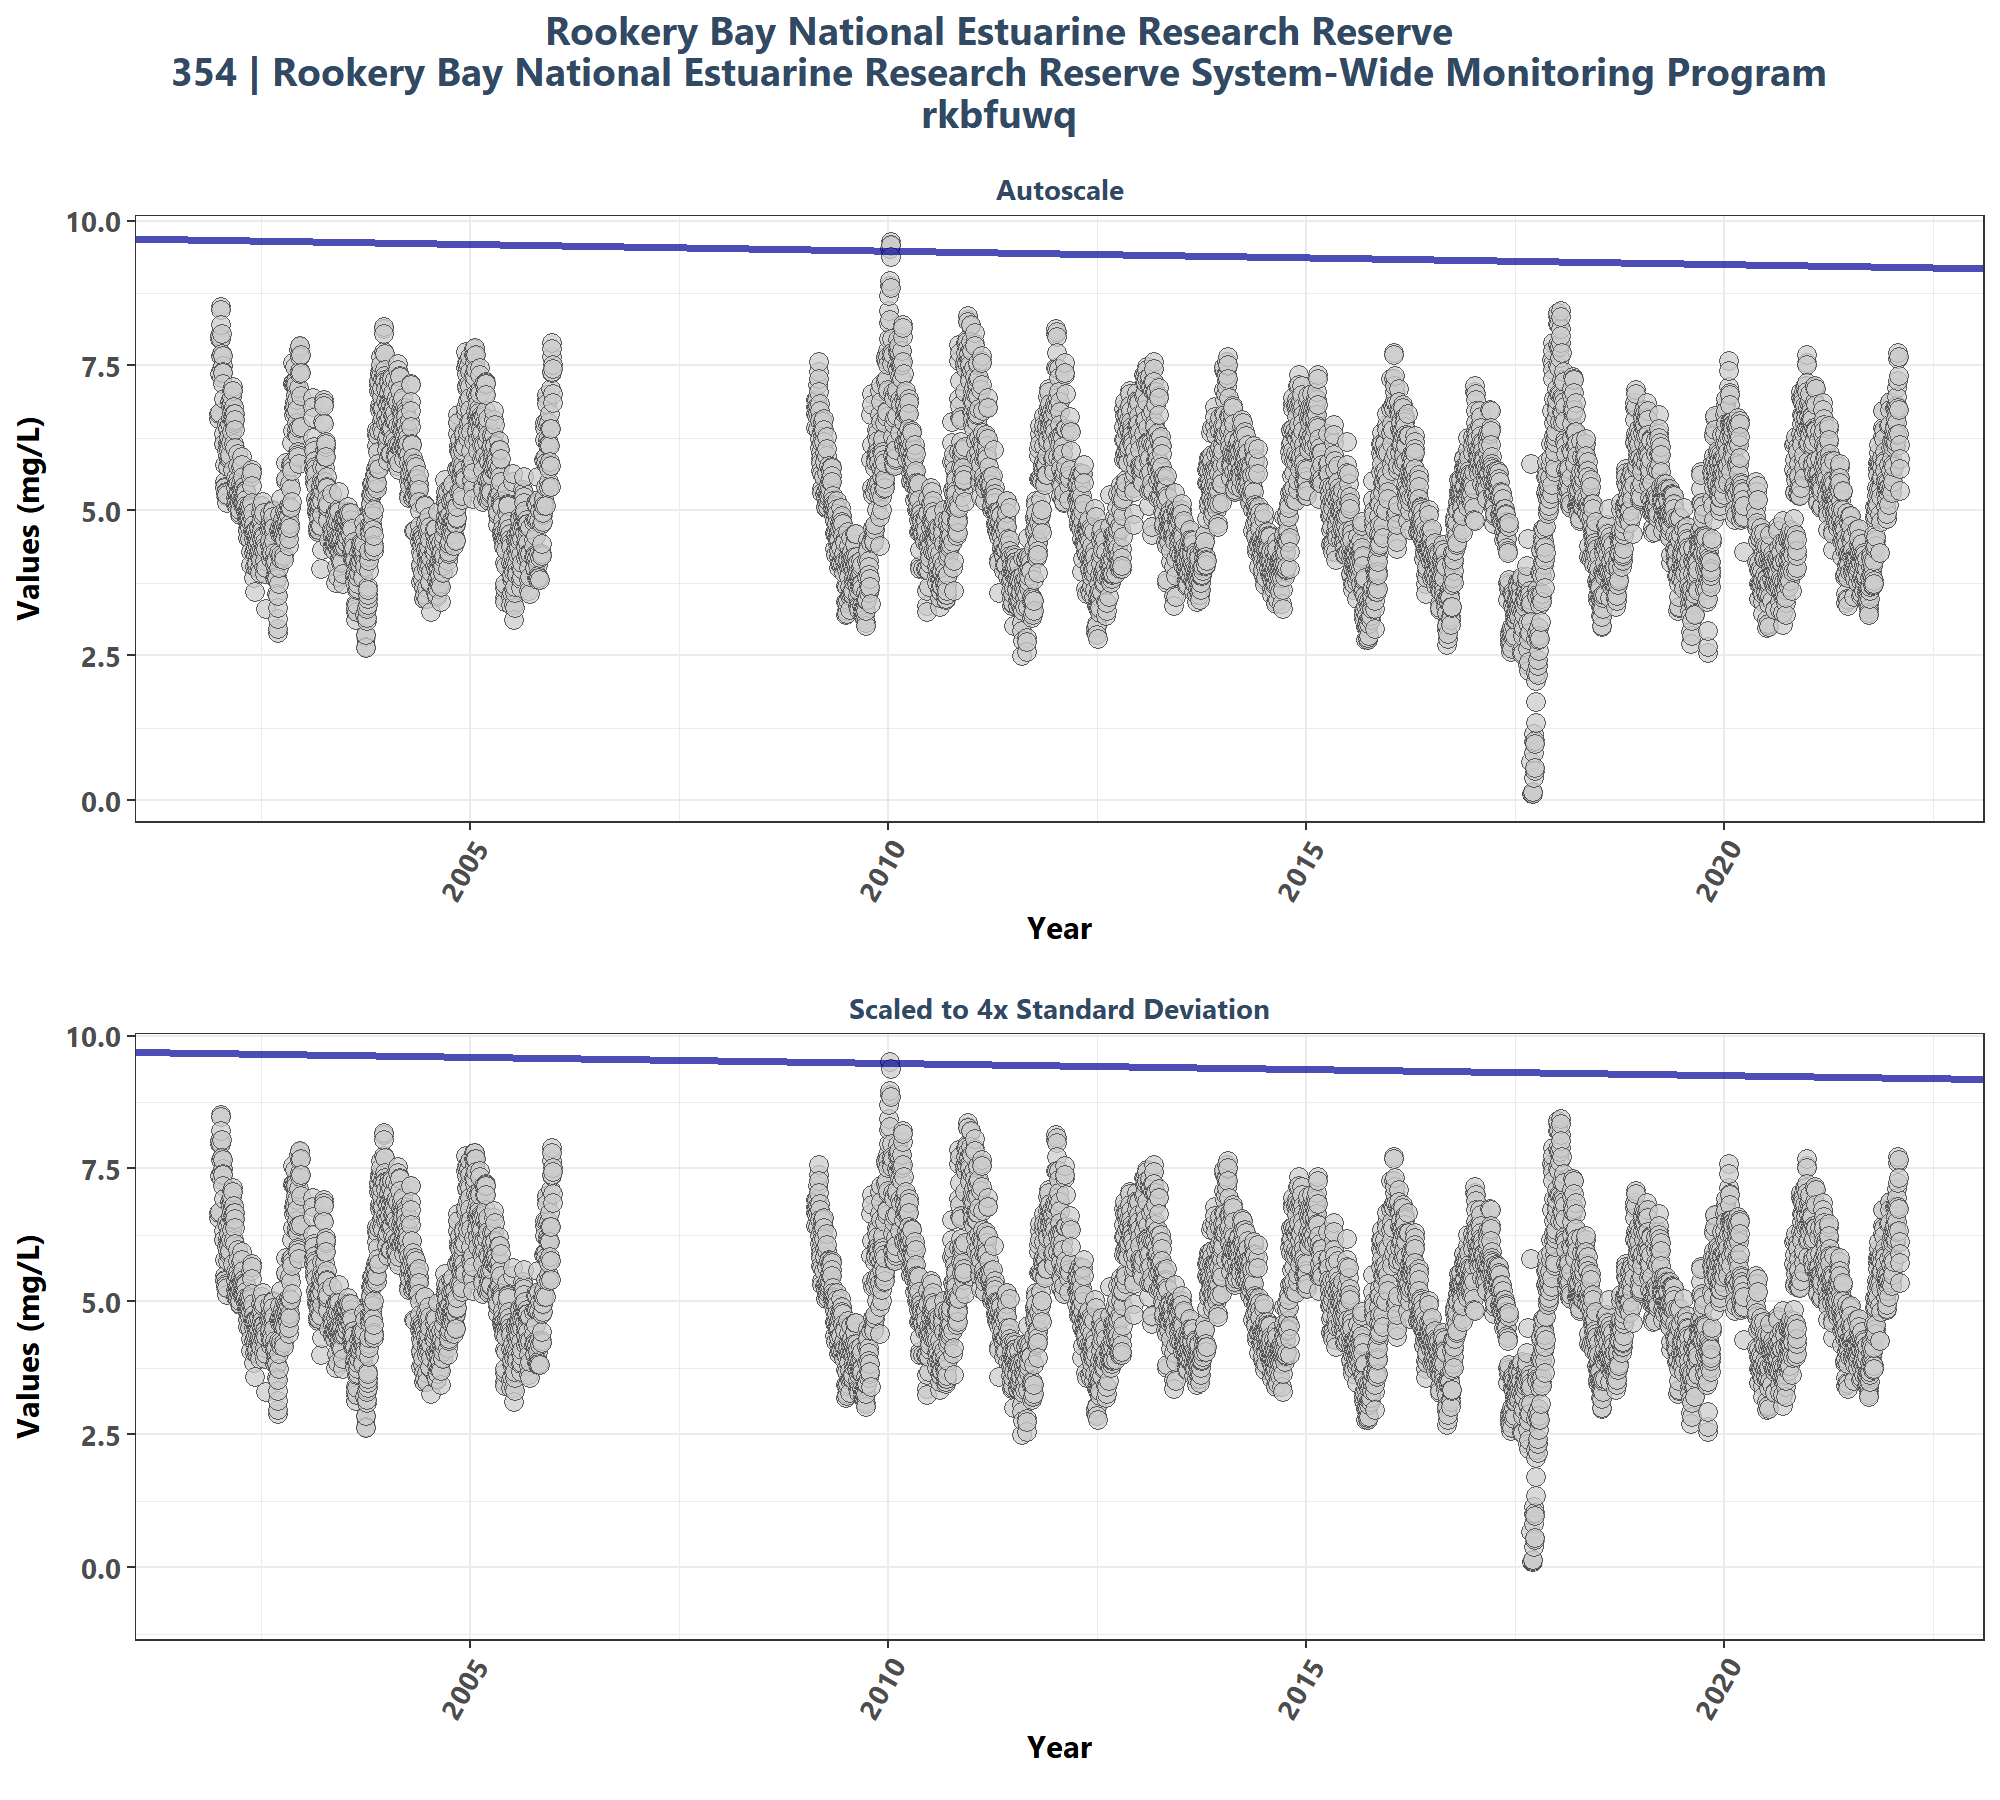 Rookery Bay National Estuarine Research Reserve
354 | Rookery Bay National Estuarine Research Reserve System-Wide Monitoring Program
rkbfuwq
Autoscale
Values (mg/L)
10.0
7.5
5.0
2.5
0.0
2005
2010
2015
2020
Year
Scaled to 4x Standard Deviation
Values (mg/L)
10.0
7.5
5.0
2.5
0.0
2005
2010
2015
2020
Year